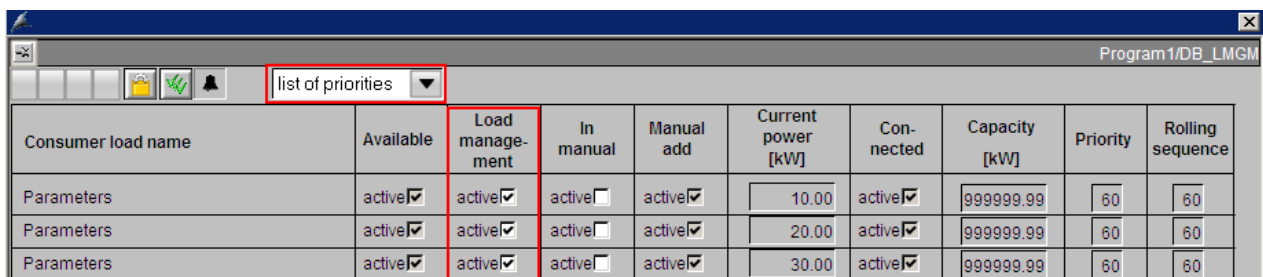 Program1/DB_LMGM
list of priorities
Consumer load name Available Load manage-ment In manual Manual add Current power [kW] Con-nected Capacity [kW] Priority Rolling sequence
Parameters active active active active 10.00 active 999999.99 60 60
Parameters active active active active 20.00 active 999999.99 60 60
Parameters active active active active 30.00 active 999999.99 60 60